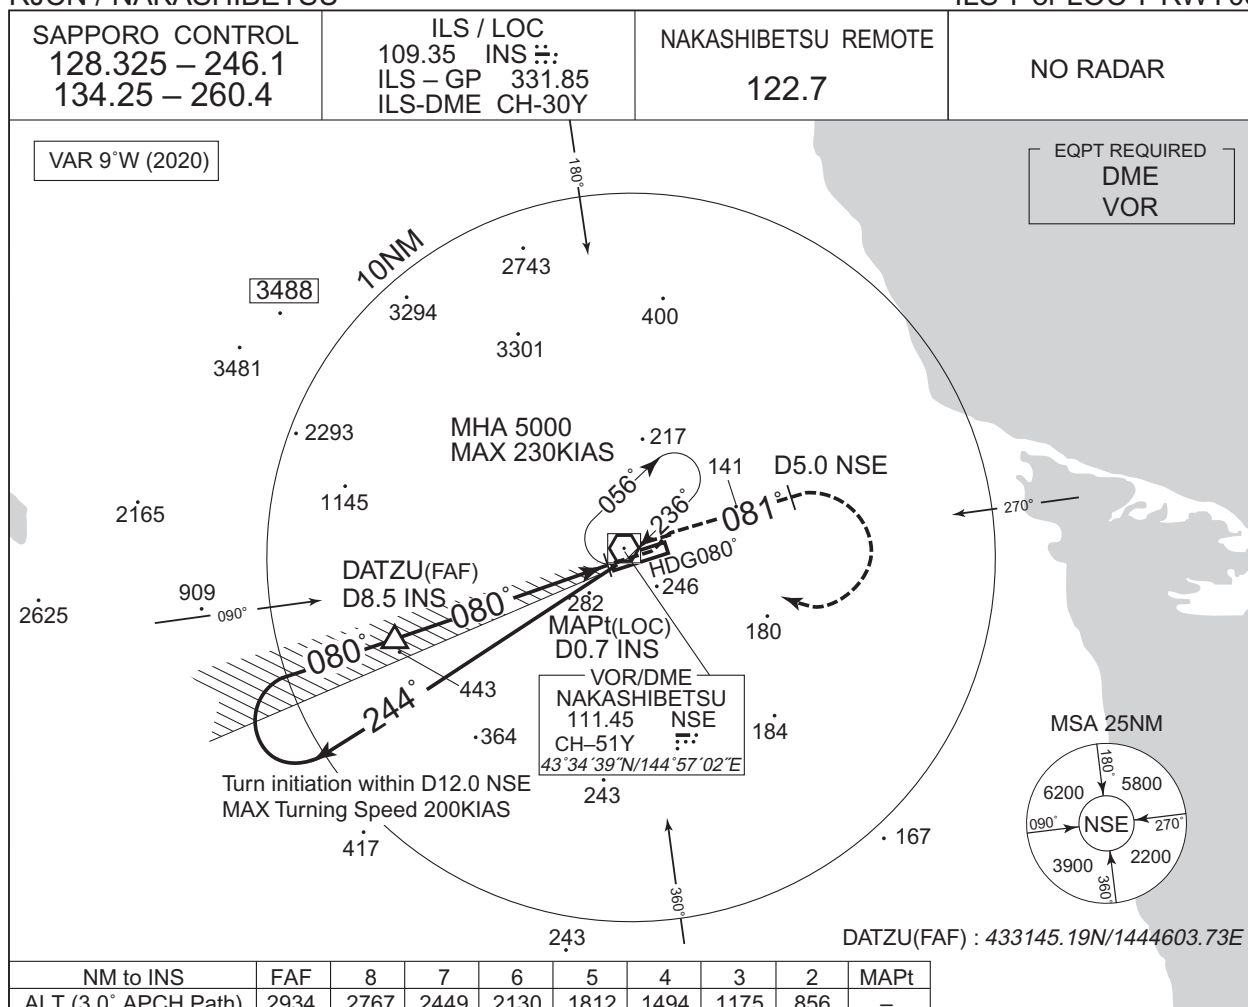 RJCN / NAKASHIBETSU
SAPPORO CONTROL
128.325 – 246.1
134.25 – 260.4
ILS / LOC
109.35 INS
ILS – GP 331.85
ILS-DME CH-30Y
NAKASHIBETSU REMOTE
122.7
NO RADAR
VAR 9˚W (2020)
EQPT REQUIRED
DME
VOR
180˚
10NM
2743
3488
3294
400
3301
3481
MHA 5000
MAX 230KIAS
2293
217
141
D5.0 NSE
056˚
236˚
081˚
1145
2165
270˚
HDG080˚
DATZU(FAF)
D8.5 INS
909
090˚
2625
080˚
080˚
282
246
MAPt(LOC)
D0.7 INS
180
244˚
443
VOR/DME
NAKASHIBETSU
111.45 NSE
CH–51Y
43˚34´39˝N/144˚57´02˝E
364
184
Turn initiation within D12.0 NSE
MAX Turning Speed 200KIAS
243
417
167
360˚
MSA 25NM
180˚
6200
5800
090˚
NSE
270˚
3900
2200
360˚
243
DATZU(FAF) : 433145.19N/1444603.73E
NM to INS FAF 8 7 6 5 4 3 2 MAPt
ALT (3.0˚ APCH Path) 2934 2767 2449 2130 1812 1494 1175 856 –